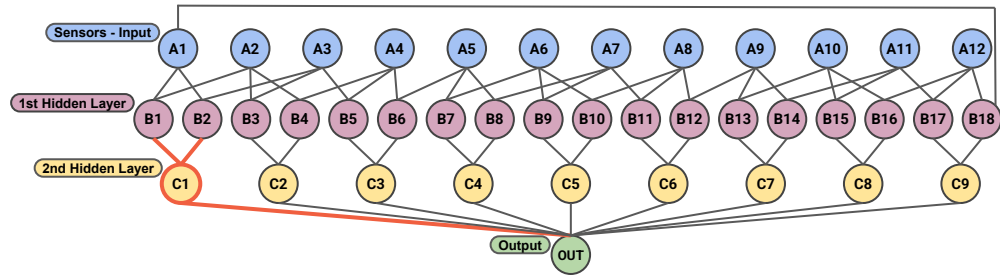 Sensors - Input
A1 A2 A3 A4 A5 A6 A7 A8 A9 A10 A11 A12
1st Hidden Layer
B1 B2 B3 B4 B5 B6 B7 B8 B9 B10 B11 B12 B13 B14 B15 B16 B17 B18
2nd Hidden Layer
C1 C2 C3 C4 C5 C6 C7 C8 C9
Output
OUT